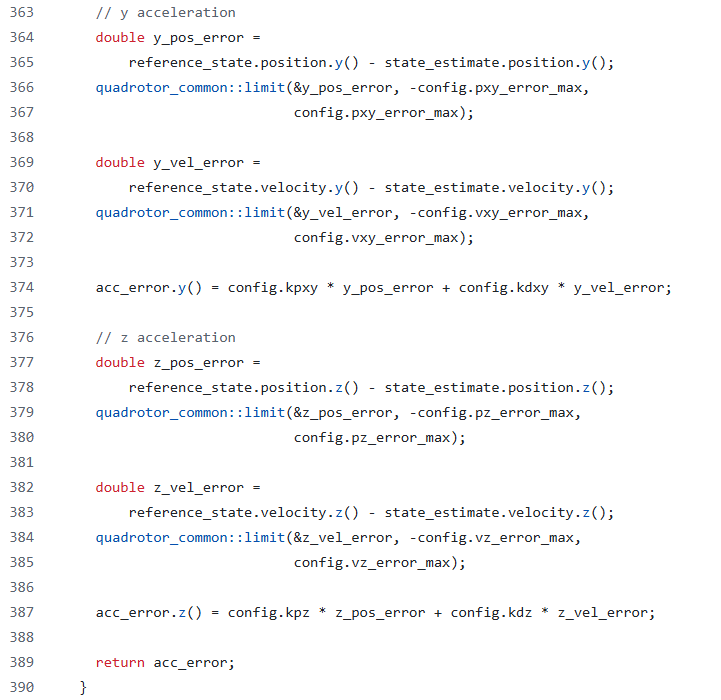 363 // y acceleration
364 double y_pos_error =
365 reference_state.position.y() - state_estimate.position.y();
366 quadrotor_common::limit(&y_pos_error, -config.pxy_error_max,
367 config.pxy_error_max);
368
369 double y_vel_error =
370 reference_state.velocity.y() - state_estimate.velocity.y();
371 quadrotor_common::limit(&y_vel_error, -config.vxy_error_max,
372 config.vxy_error_max);
373
374 acc_error.y() = config.kpxy * y_pos_error + config.kdxy * y_vel_error;
375
376 // z acceleration
377 double z_pos_error =
378 reference_state.position.z() - state_estimate.position.z();
379 quadrotor_common::limit(&z_pos_error, -config.pz_error_max,
380 config.pz_error_max);
381
382 double z_vel_error =
383 reference_state.velocity.z() - state_estimate.velocity.z();
384 quadrotor_common::limit(&z_vel_error, -config.vz_error_max,
385 config.vz_error_max);
386
387 acc_error.z() = config.kpz * z_pos_error + config.kdz * z_vel_error;
388
389 return acc_error;
390 }